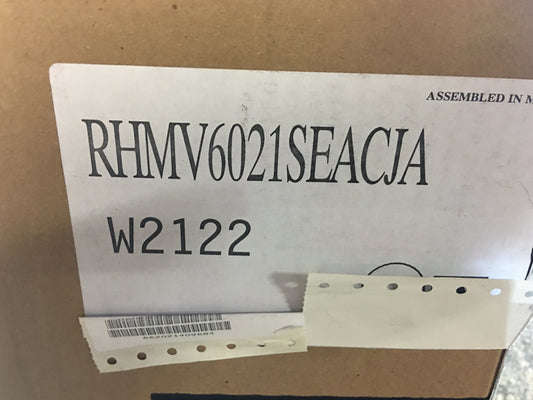 ASSEMBLED IN M
RHMV6021SEACJA
W2122